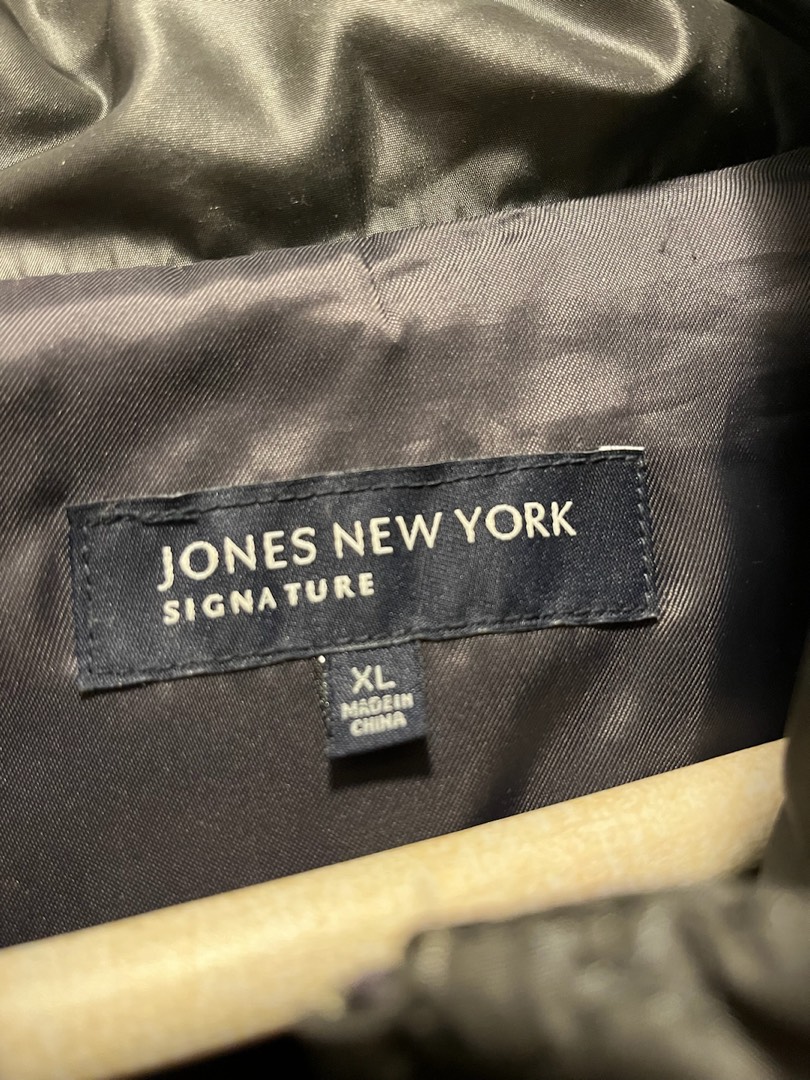 JONES NEW YORK
SIGNATURE
XL
MADE IN
CHINA